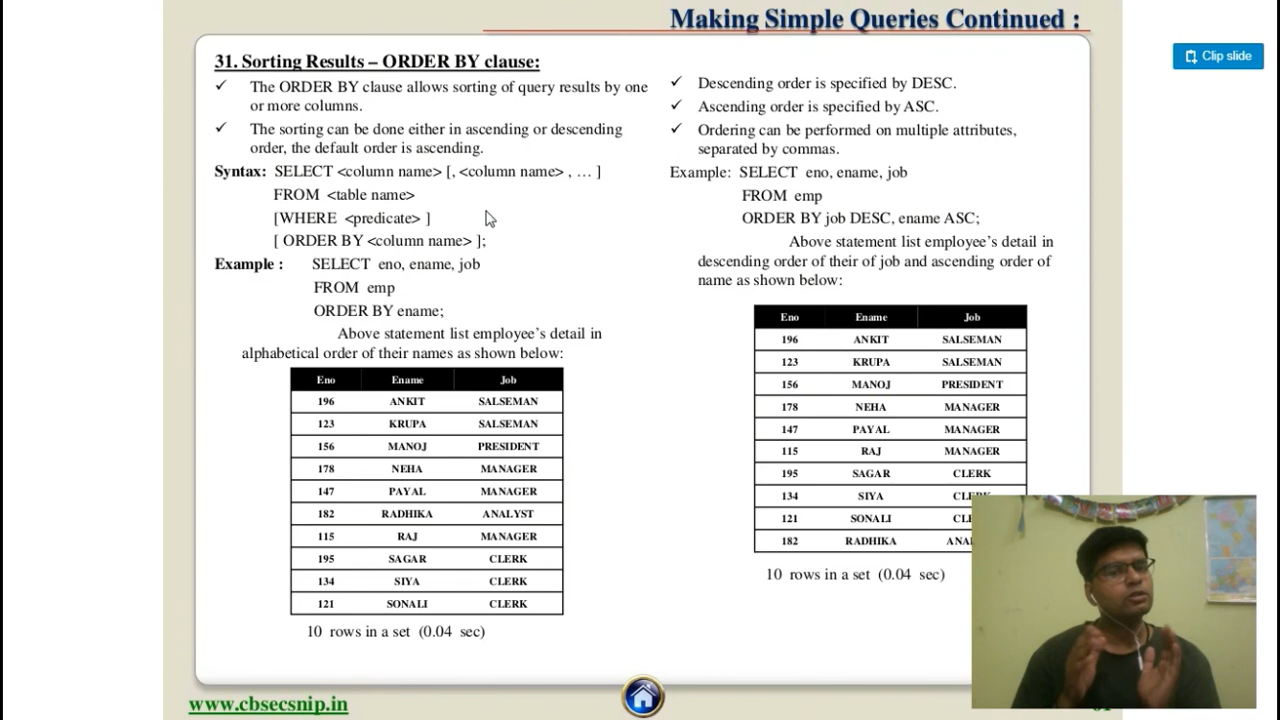 Making Simple Queries Continued :
Clip slide
31. Sorting Results – ORDER BY clause:
✓ The ORDER BY clause allows sorting of query results by one
or more columns.
✓ The sorting can be done either in ascending or descending
order, the default order is ascending.
Syntax: SELECT <column name> [, <column name> , … ]
FROM <table name>
[WHERE <predicate> ]
[ ORDER BY <column name> ];
Example : SELECT eno, ename, job
FROM emp
ORDER BY ename;
Above statement list employee's detail in
alphabetical order of their names as shown below:
Eno Ename Job
196 ANKIT SALSEMAN
123 KRUPA SALSEMAN
156 MANOJ PRESIDENT
178 NEHA MANAGER
147 PAYAL MANAGER
182 RADHIKA ANALYST
115 RAJ MANAGER
195 SAGAR CLERK
134 SIYA CLERK
121 SONALI CLERK
10 rows in a set (0.04 sec)
✓ Descending order is specified by DESC.
✓ Ascending order is specified by ASC.
✓ Ordering can be performed on multiple attributes,
separated by commas.
Example: SELECT eno, ename, job
FROM emp
ORDER BY job DESC, ename ASC;
Above statement list employee's detail in
descending order of their of job and ascending order of
name as shown below:
Eno Ename Job
196 ANKIT SALSEMAN
123 KRUPA SALSEMAN
156 MANOJ PRESIDENT
178 NEHA MANAGER
147 PAYAL MANAGER
115 RAJ MANAGER
195 SAGAR CLERK
134 SIYA
121 SONALI
182 RADHIKA
10 rows in a set (0.04 sec)
www.cbsecsnip.in